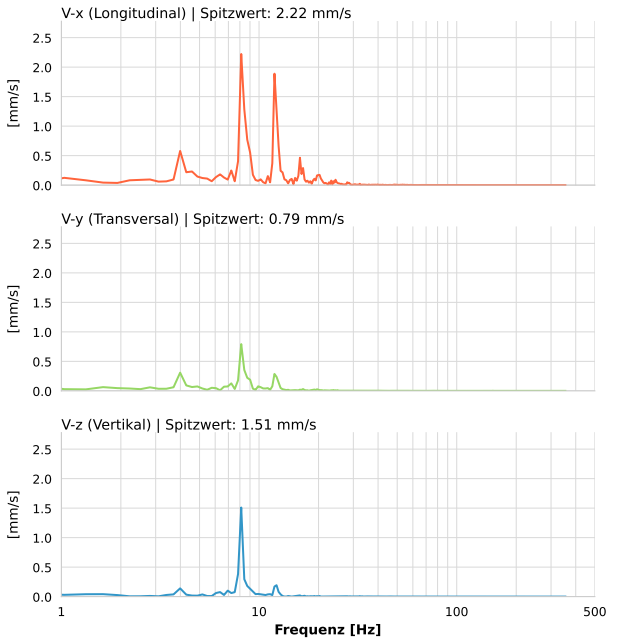 V-x (Longitudinal) | Spitzwert: 2.22 mm/s
2.5
2.0
1.5
1.0
0.5
0.0
[mm/s]
V-y (Transversal) | Spitzwert: 0.79 mm/s
2.5
2.0
1.5
1.0
0.5
0.0
[mm/s]
V-z (Vertikal) | Spitzwert: 1.51 mm/s
2.5
2.0
1.5
1.0
0.5
0.0
[mm/s]
1 10 100 500
Frequenz [Hz]